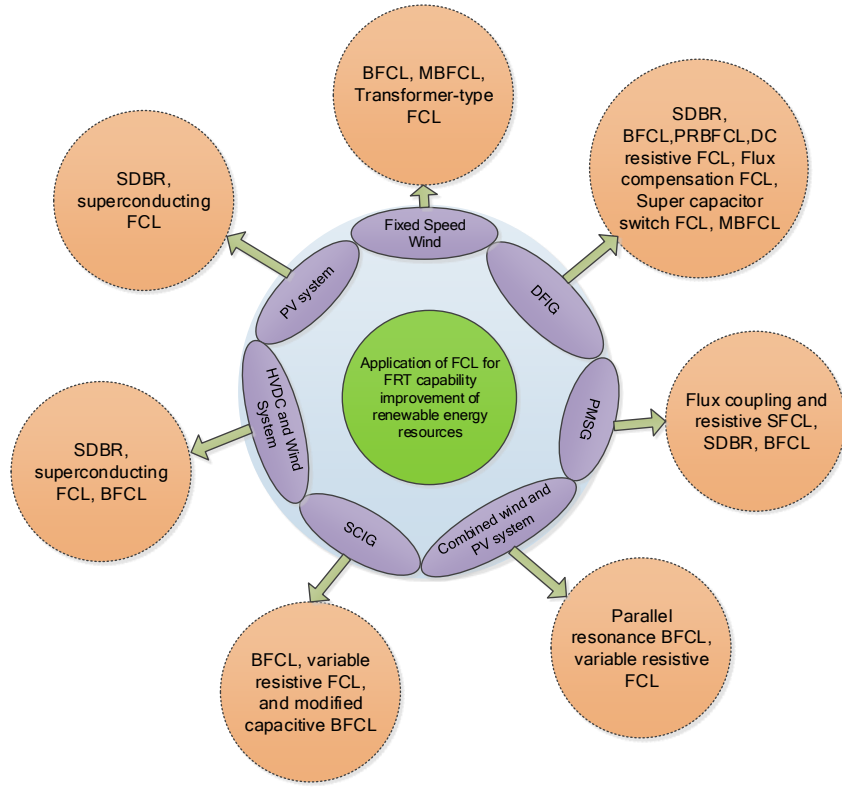 BFCL, MBFCL,
Transformer-type
FCL
SDBR,
BFCL,PRBFCL,DC
resistive FCL, Flux
compensation FCL,
Super capacitor
switch FCL, MBFCL
SDBR,
superconducting
FCL
Fixed Speed
Wind
DFIG
PV system
Application of FCL for
FRT capability
improvement of
renewable energy
resources
HVDC and Wind
System
PMSG
Flux coupling and
resistive SFCL,
SDBR, BFCL
SDBR,
superconducting
FCL, BFCL
SCIG
Combined wind and
PV system
Parallel
resonance BFCL,
variable resistive
FCL
BFCL, variable
resistive FCL,
and modified
capacitive BFCL